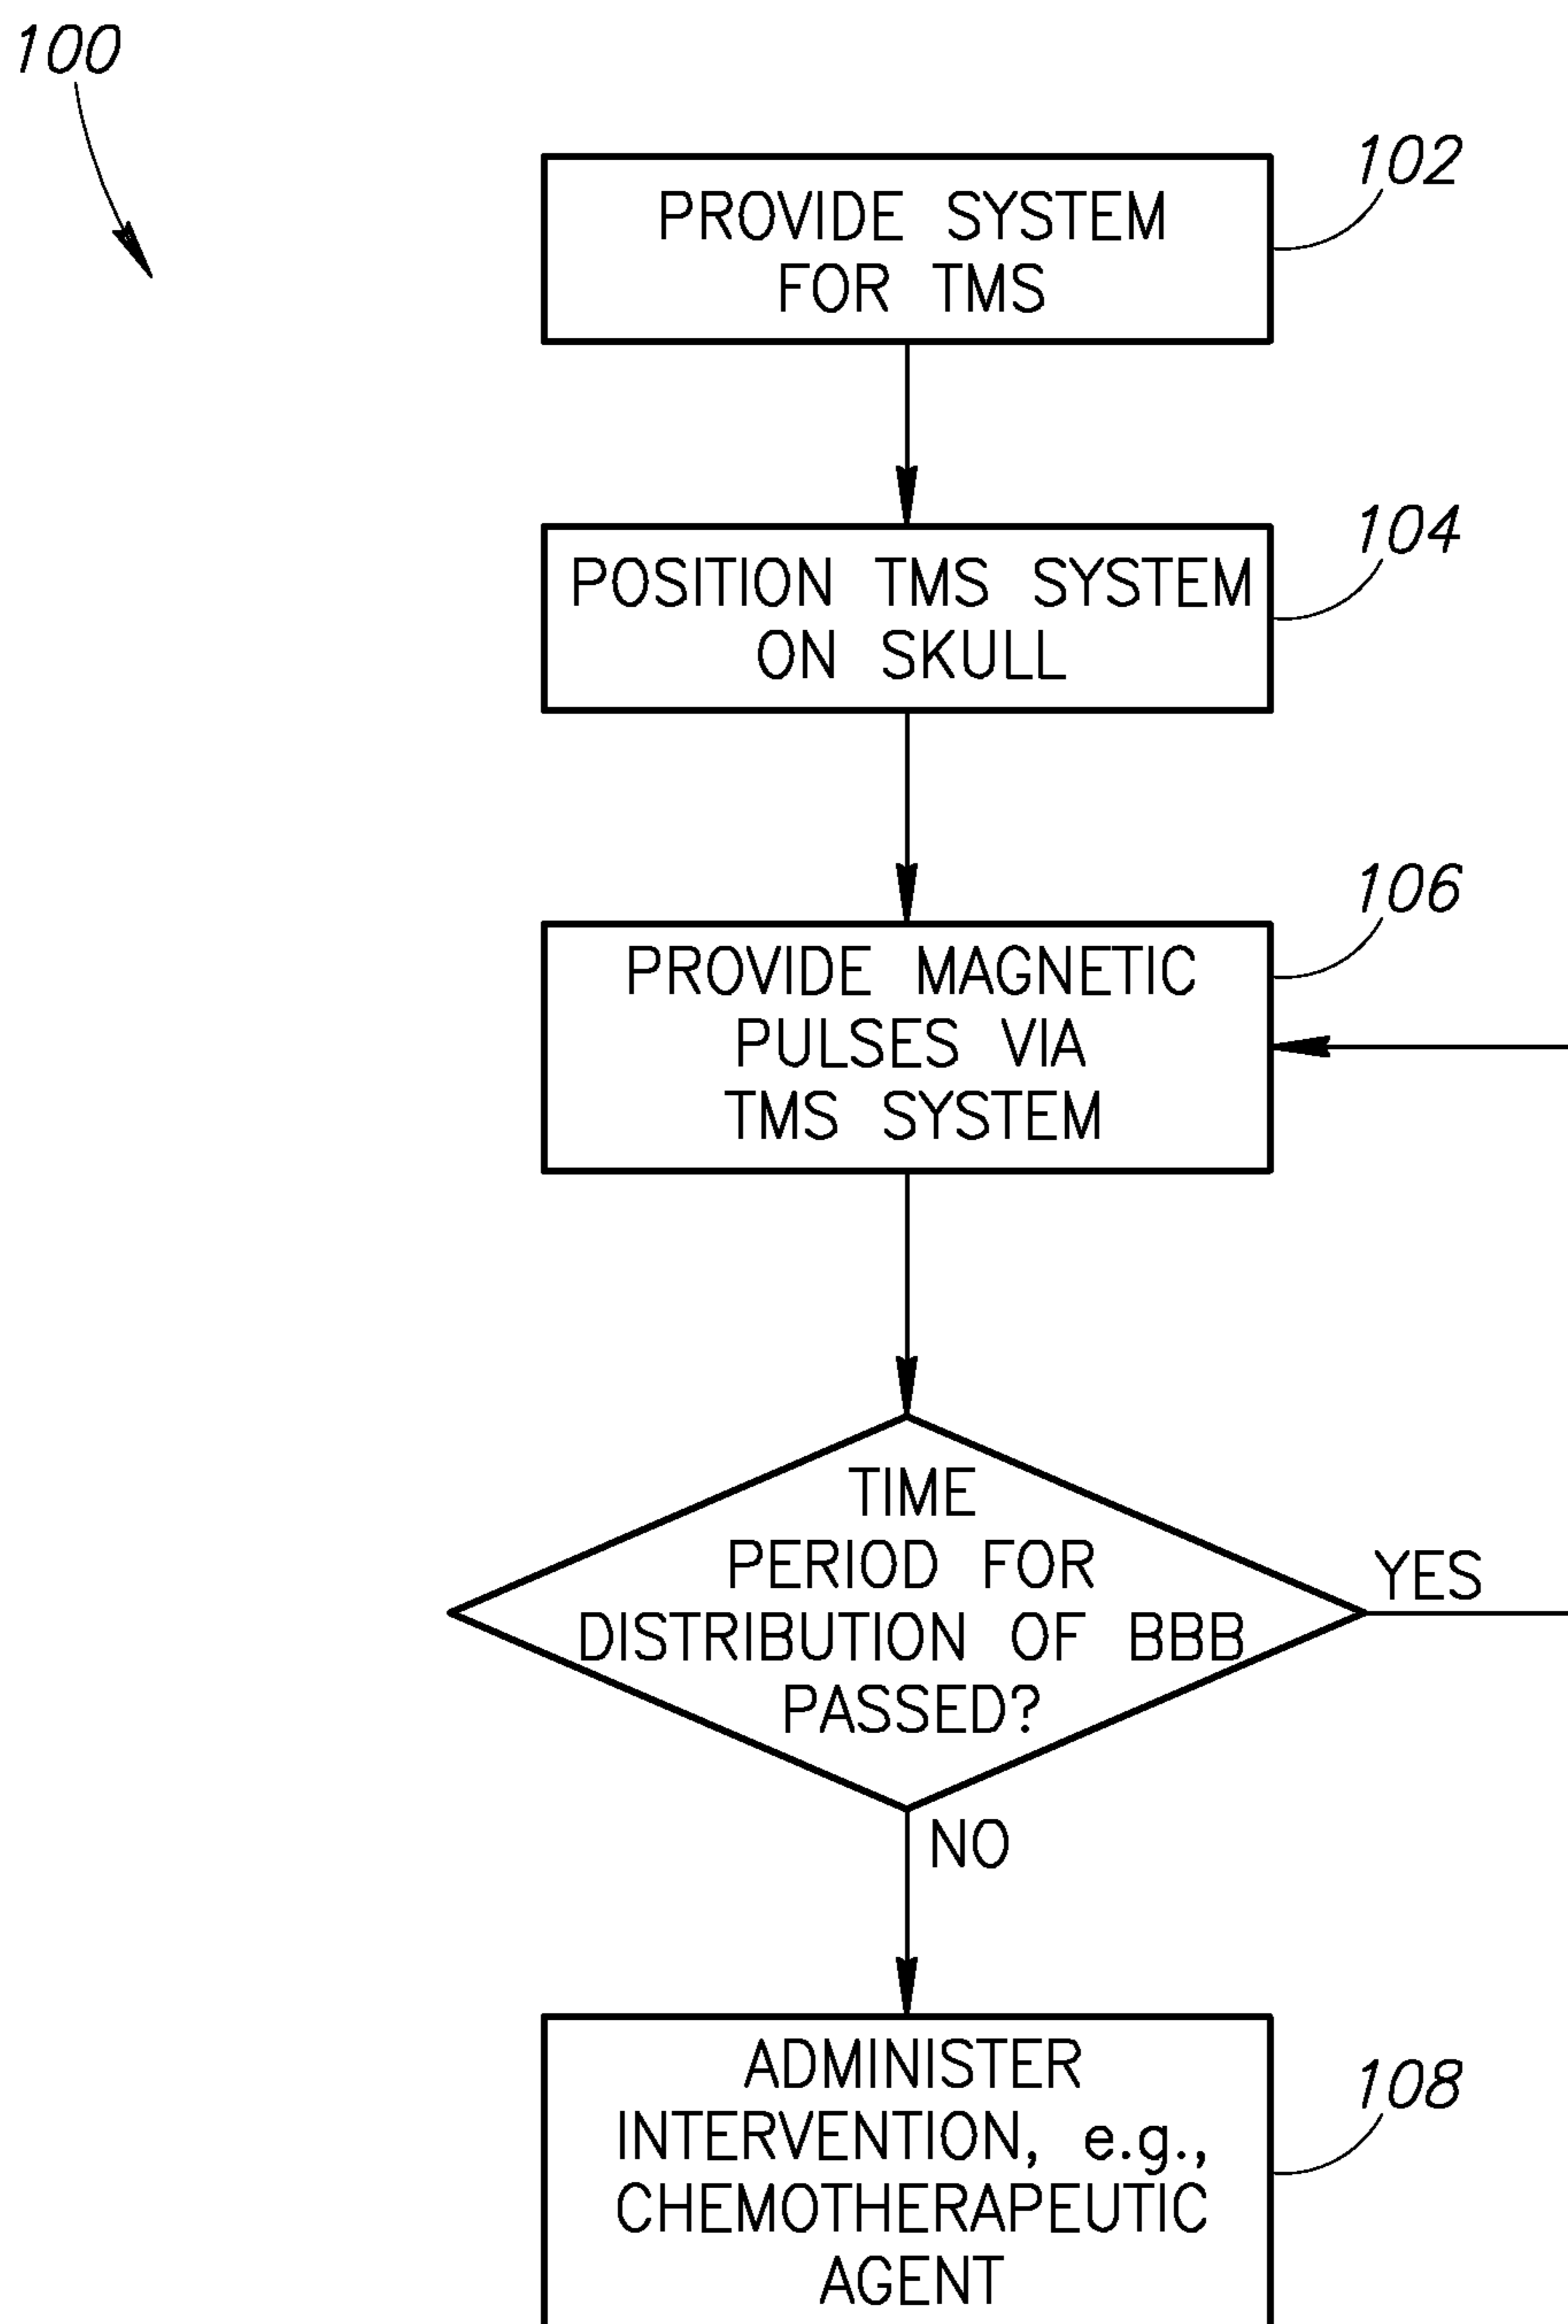 100
PROVIDE SYSTEM
FOR TMS
102
POSITION TMS SYSTEM
ON SKULL
104
PROVIDE MAGNETIC
PULSES VIA
TMS SYSTEM
106
TIME
PERIOD FOR
DISTRIBUTION OF BBB
PASSED?
YES
NO
ADMINISTER
INTERVENTION, e.g.,
CHEMOTHERAPEUTIC
AGENT
108